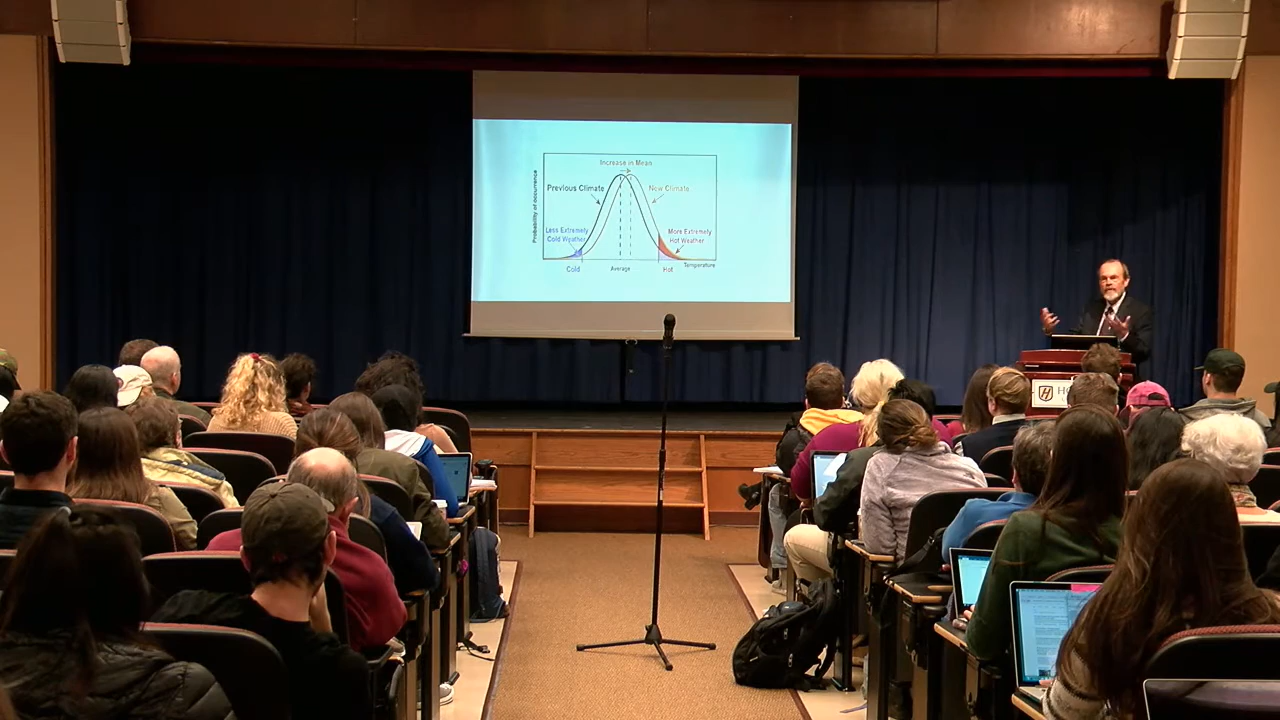 Increase in Mean
Previous Climate
New Climate
Probability of occurrence
Less Extremely
Cold Weather
More Extremely
Hot Weather
Cold
Average
Hot
Temperature
H